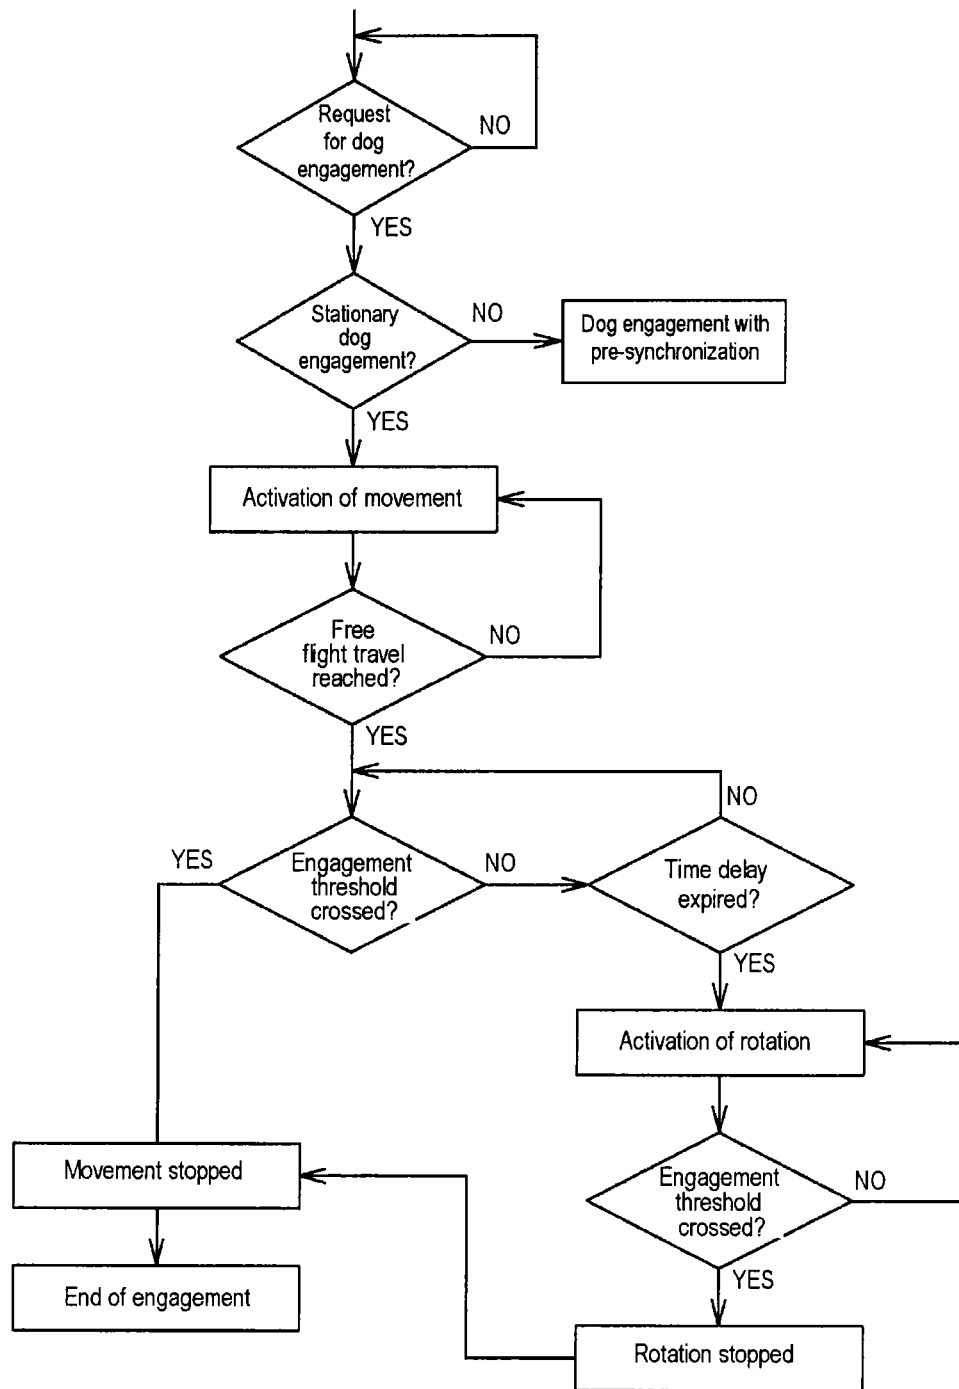 Request
for dog
engagement?
NO
YES
Stationary
dog
engagement?
NO
Dog engagement with
pre-synchronization
YES
Activation of movement
Free
flight travel
reached?
NO
YES
NO
YES
Engagement
threshold
crossed?
NO
Time delay
expired?
YES
Activation of rotation
Engagement
threshold
crossed?
NO
Movement stopped
YES
End of engagement
Rotation stopped